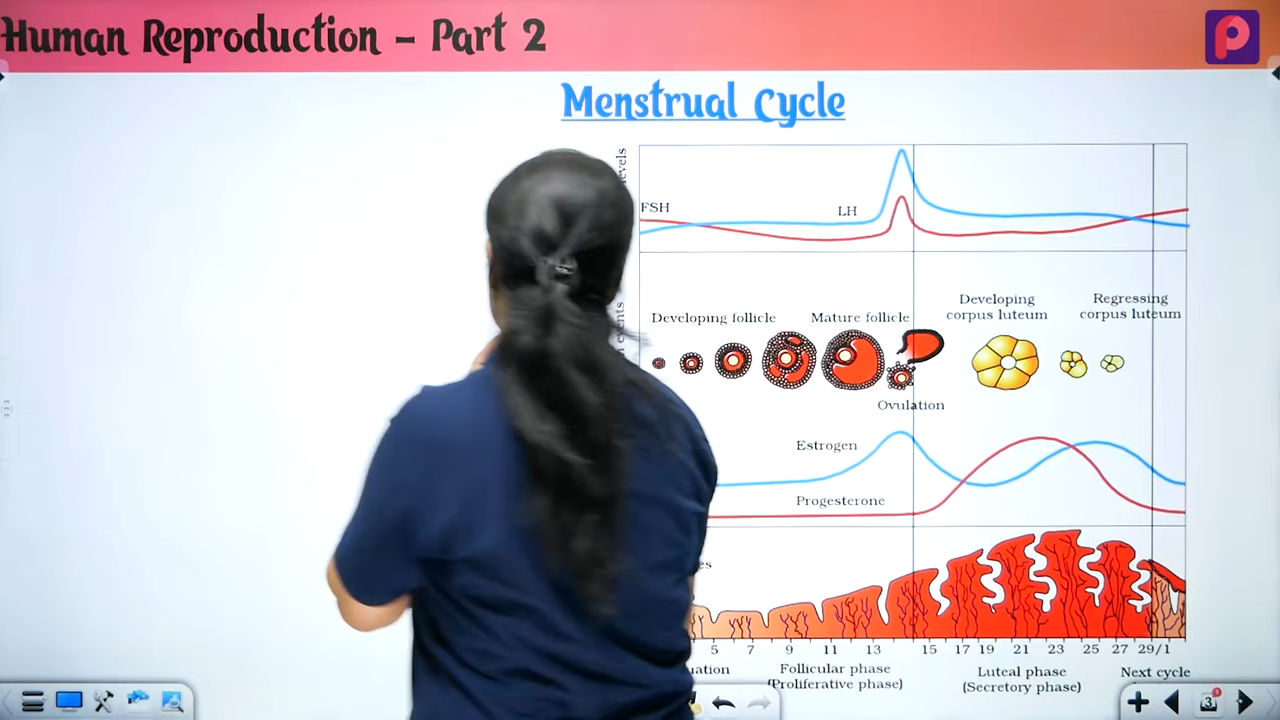 Human Reproduction – Part 2
Menstrual Cycle
FSH
LH
Developing follicle
Mature follicle
Developing
corpus luteum
Regressing
corpus luteum
Ovulation
Estrogen
Progesterone
5 7 9 11 13 15 17 19 21 23 25 27 29/1
Follicular phase
(Proliferative phase)
Luteal phase
(Secretory phase)
Next cycle
3